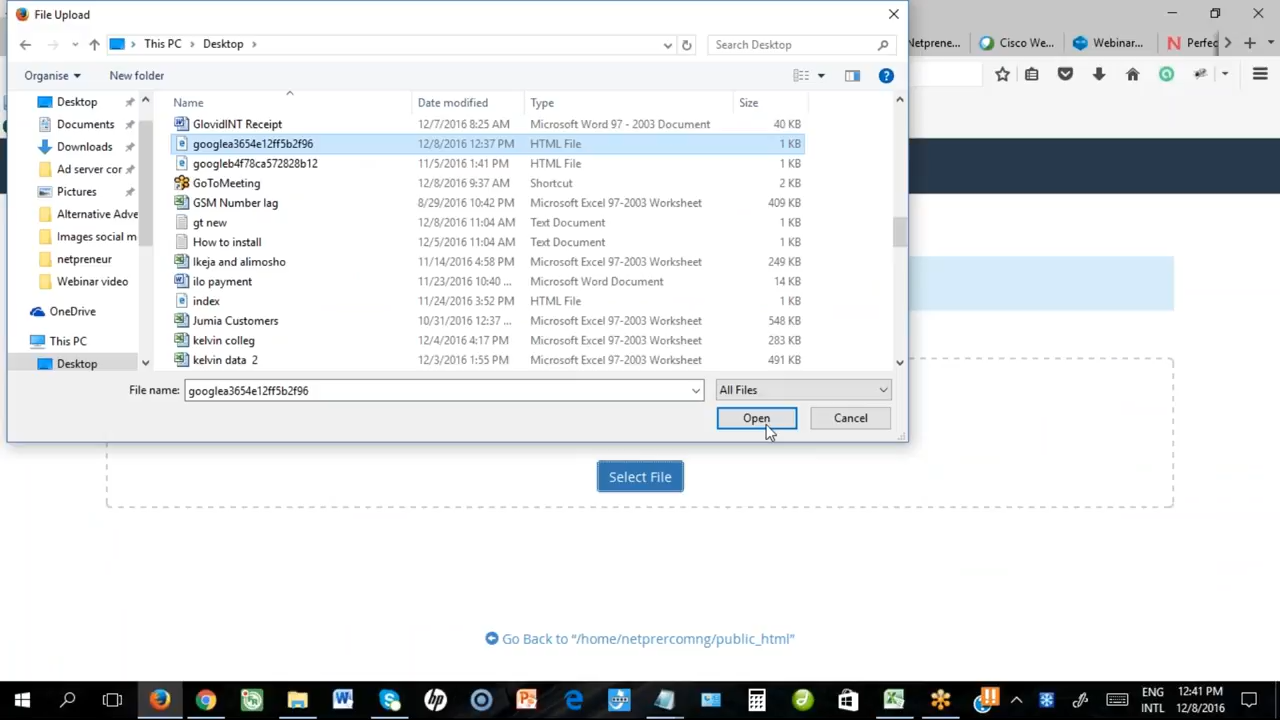 File Upload
Netprene... Cisco We... Webinar... Perfec
This PC Desktop
Search Desktop
Organise New folder
Name Date modified Type Size
Desktop
Documents
Downloads
Ad server cor
Pictures
Alternative Adve
Images social m
netpreneur
Webinar video
OneDrive
This PC
Desktop
GlovidINT Receipt 12/7/2016 8:25 AM Microsoft Word 97 - 2003 Document 40 KB
googlea3654e12ff5b2f96 12/8/2016 12:37 PM HTML File 1 KB
googleb4f78ca572828b12 11/5/2016 1:41 PM HTML File 1 KB
GoToMeeting 12/8/2016 9:37 AM Shortcut 2 KB
GSM Number lag 8/29/2016 10:42 PM Microsoft Excel 97-2003 Worksheet 409 KB
gt new 12/8/2016 11:04 AM Text Document 1 KB
How to install 12/5/2016 11:04 AM Text Document 1 KB
Ikeja and alimosho 11/14/2016 4:58 PM Microsoft Excel 97-2003 Worksheet 249 KB
ilo payment 11/23/2016 10:40 ... Microsoft Word Document 14 KB
index 11/24/2016 3:52 PM HTML File 1 KB
Jumia Customers 10/31/2016 12:37 ... Microsoft Excel 97-2003 Worksheet 548 KB
kelvin colleg 12/4/2016 4:17 PM Microsoft Excel 97-2003 Worksheet 283 KB
kelvin data 2 12/3/2016 1:55 PM Microsoft Excel 97-2003 Worksheet 491 KB
File name: googlea3654e12ff5b2f96 All Files
Open Cancel
Select File
Go Back to “/home/netprercomng/public_html”
ENG 12:41 PM
INTL 12/8/2016